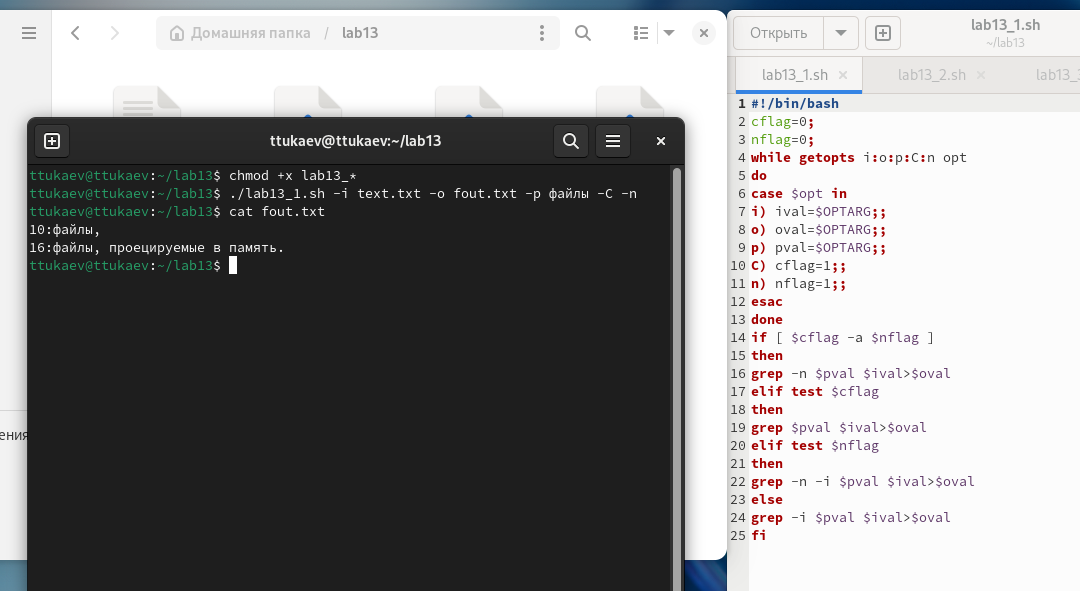 Домашняя папка / lab13
Открыть
lab13_1.sh
~/lab13
lab13_1.sh
lab13_2.sh
lab13_3
ения
ttukaev@ttukaev:~/lab13
ttukaev@ttukaev:~/lab13$ chmod +x lab13_*
ttukaev@ttukaev:~/lab13$ ./lab13_1.sh -i text.txt -o fout.txt -p файлы -C -n
ttukaev@ttukaev:~/lab13$ cat fout.txt
10:файлы,
16:файлы, проецируемые в память.
ttukaev@ttukaev:~/lab13$
1 #!/bin/bash
2 cflag=0;
3 nflag=0;
4 while getopts i:o:p:C:n opt
5 do
6 case $opt in
7 i) ival=$OPTARG;;
8 o) oval=$OPTARG;;
9 p) pval=$OPTARG;;
10 C) cflag=1;;
11 n) nflag=1;;
12 esac
13 done
14 if [ $cflag -a $nflag ]
15 then
16 grep -n $pval $ival>$oval
17 elif test $cflag
18 then
19 grep $pval $ival>$oval
20 elif test $nflag
21 then
22 grep -n -i $pval $ival>$oval
23 else
24 grep -i $pval $ival>$oval
25 fi